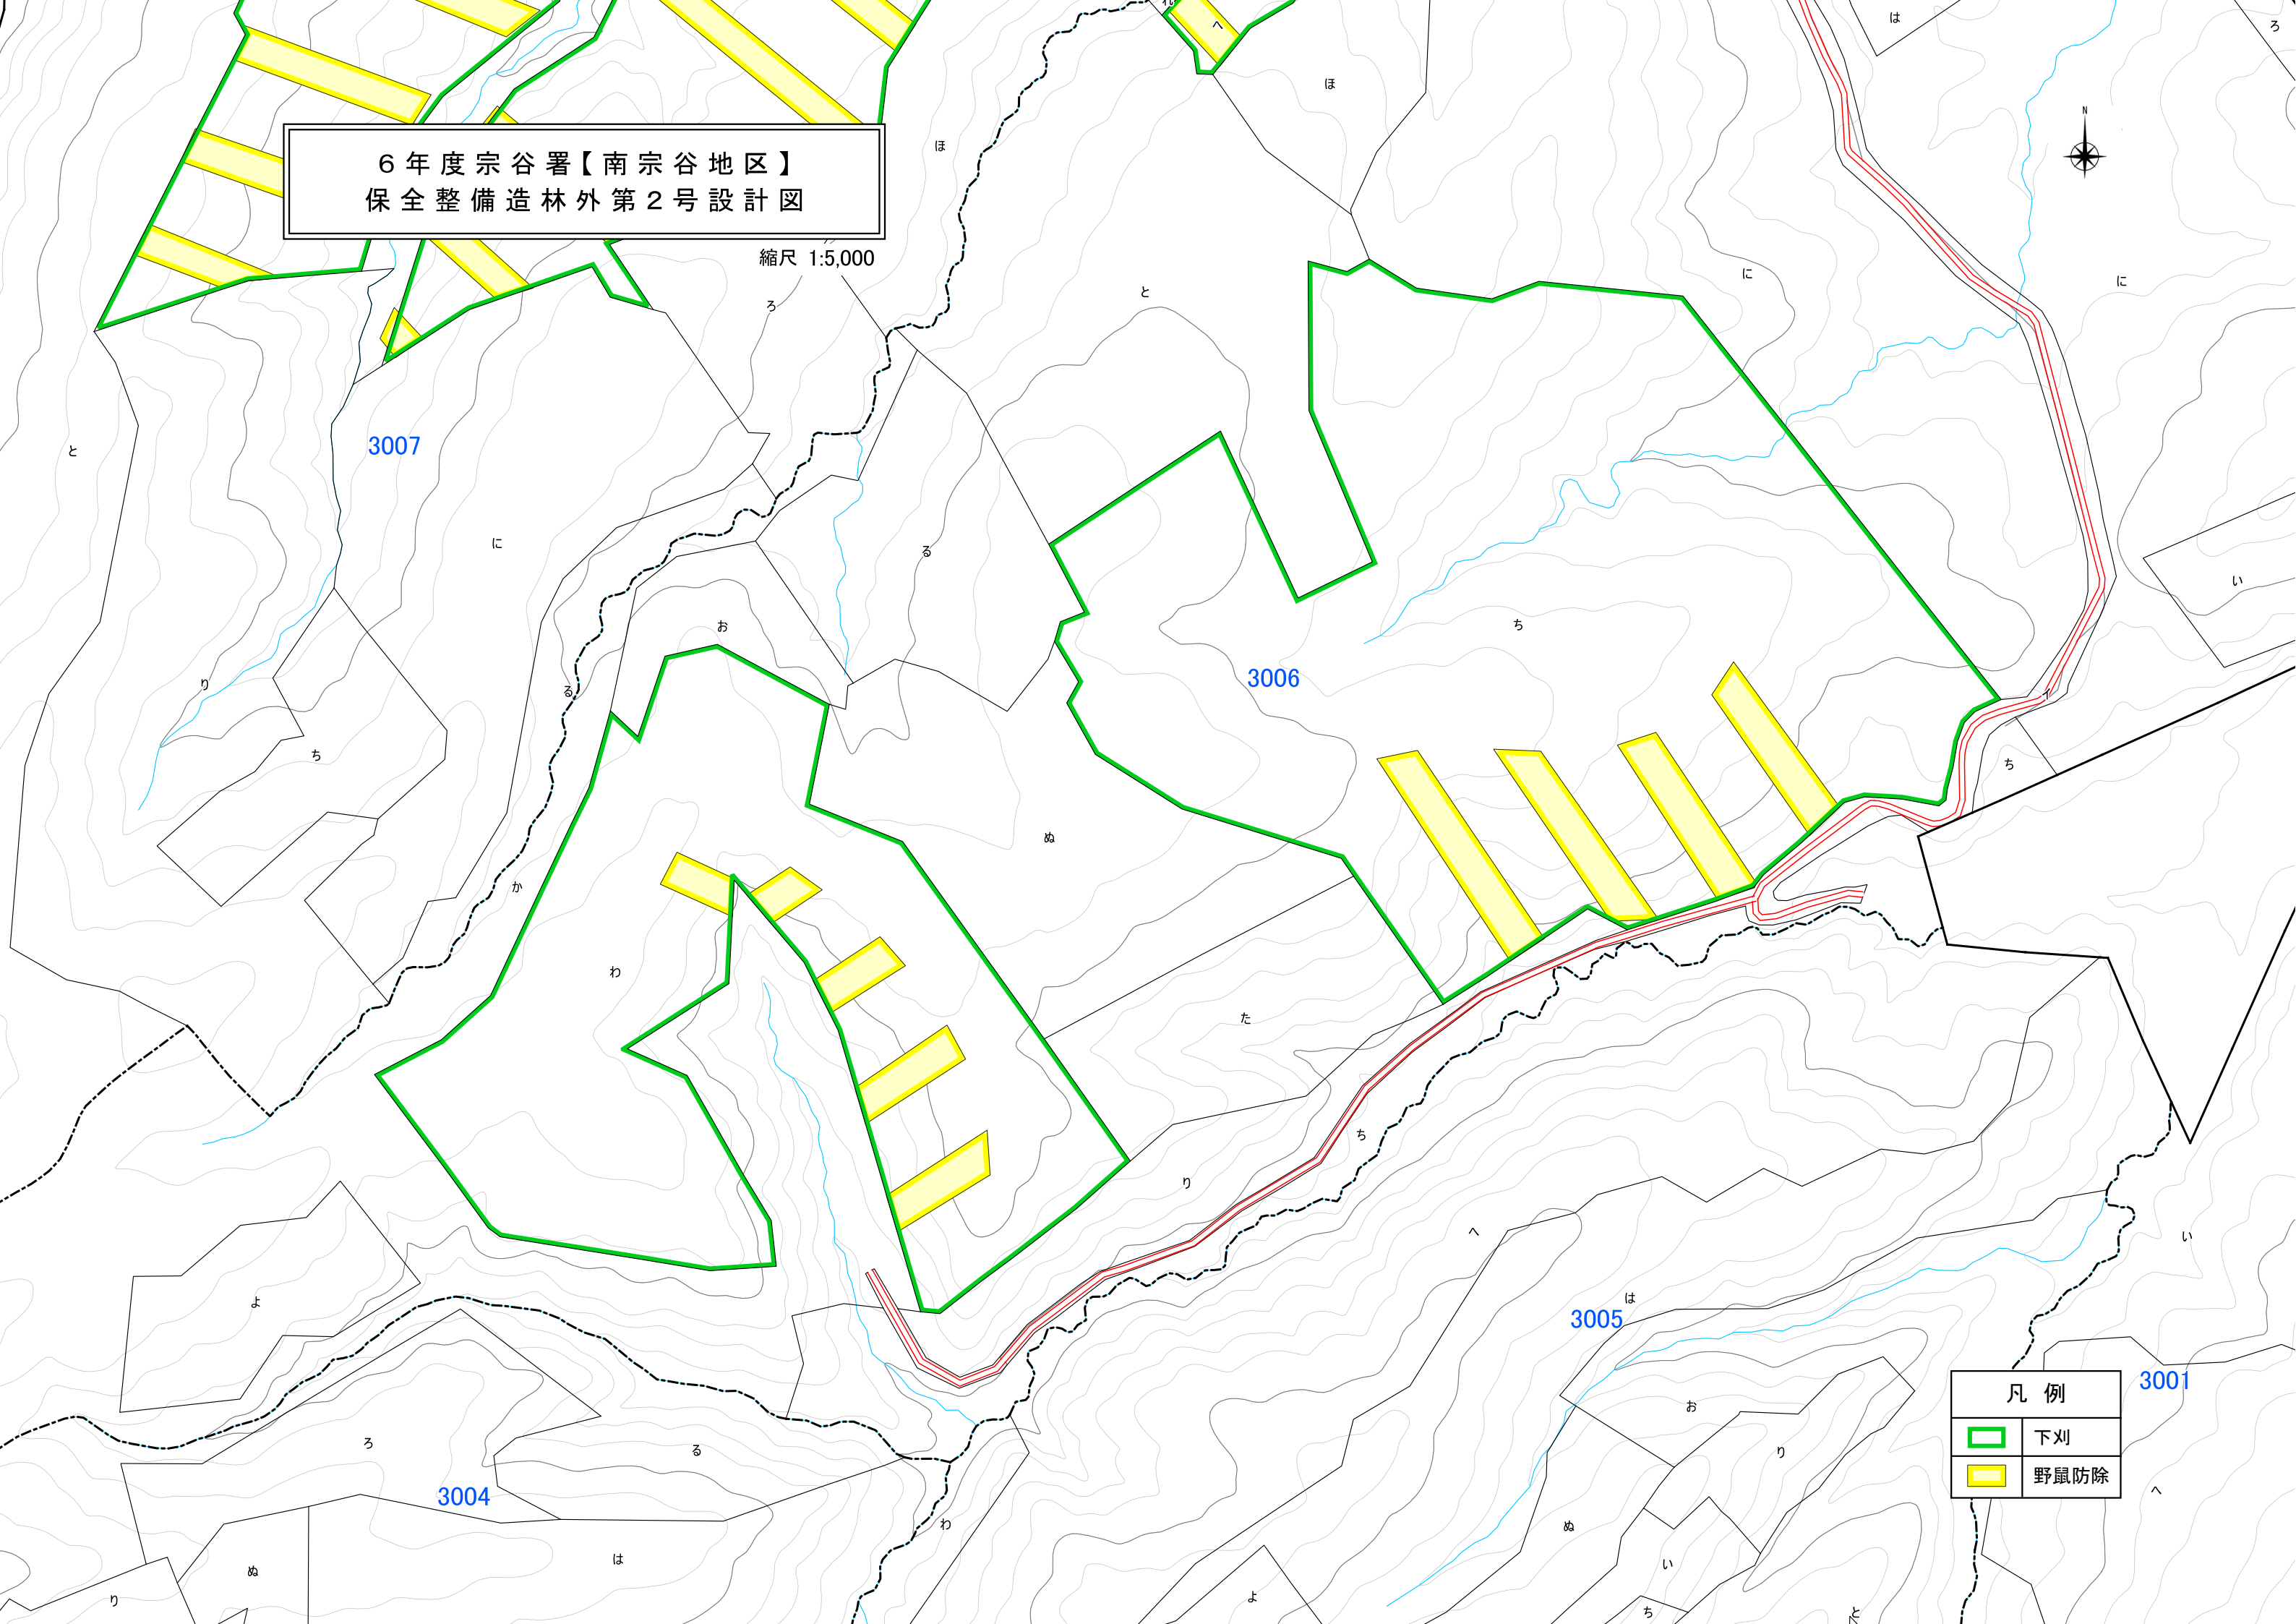 れ
へ
は
ろ
ほ
N
ほ
6年度宗谷署【南宗谷地区】
保全整備造林外第2号設計図
縮尺 1:5,000
に
に
と
ろ
3007
と
に
る
い
お
ち
3006
り
る
イ
ち
ち
ぬ
か
わ
た
ち
り
へ
い
は
よ
3005
3001
凡 例
下刈
野鼠防除
お
ろ
る
り
3004
へ
わ
ぬ
は
い
ぬ
り
よ
ち
と